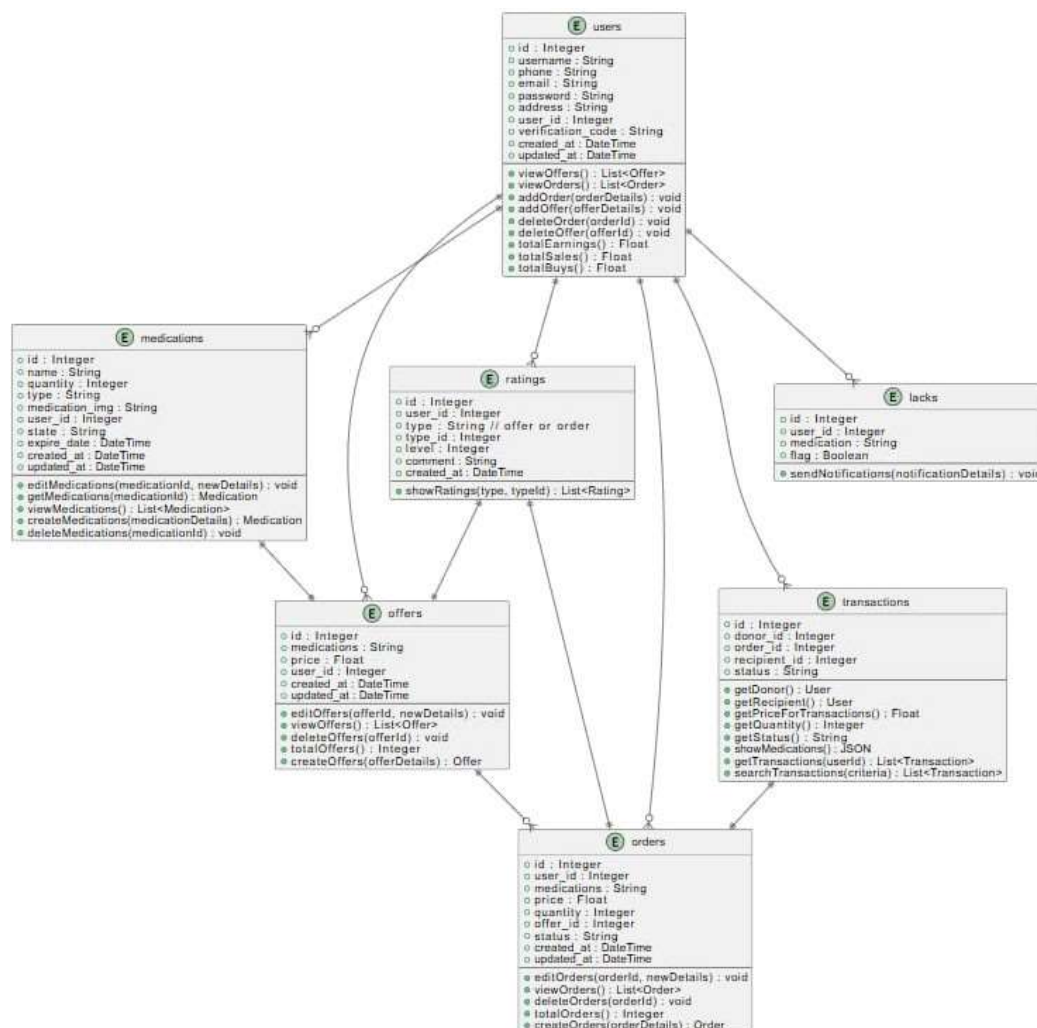 E users
id : Integer
username : String
phone : String
email : String
password : String
address : String
user_id : Integer
verification_code : String
created_at : DateTime
updated_at : DateTime
viewOffers() : List<Offer>
viewOrders() : List<Order>
addOrder(orderDetails) : void
addOffer(offerDetails) : void
deleteOrder(orderId) : void
deleteOffer(offerId) : void
totalEarnings() : Float
totalSales() : Float
totalBuys() : Float
E medications
id : Integer
name : String
quantity : Integer
type : String
medication_img : String
user_id : Integer
state : String
expire_date : DateTime
created_at : DateTime
updated_at : DateTime
editMedications(medicationId, newDetails) : void
getMedications(medicationId) : Medication
viewMedications() : List<Medication>
createMedications(medicationDetails) : Medication
deleteMedications(medicationId) : void
E ratings
id : Integer
user_id : Integer
type : String // offer or order
type_id : Integer
level : Integer
comment : String
created_at : DateTime
showRatings(type, typeId) : List<Rating>
E lacks
id : Integer
user_id : Integer
medication : String
flag : Boolean
sendNotifications(notificationDetails) : void
E offers
id : Integer
medications : String
price : Float
user_id : Integer
created_at : DateTime
updated_at : DateTime
editOffers(offerId, newDetails) : void
viewOffers() : List<Offer>
deleteOffers(offerId) : void
totalOffers() : Integer
createOffers(offerDetails) : Offer
E transactions
id : Integer
donor_id : Integer
order_id : Integer
recipient_id : Integer
status : String
getDonor() : User
getRecipient() : User
getPriceForTransactions() : Float
getQuantity() : Integer
getStatus() : String
showMedications() : JSON
getTransactions(userId) : List<Transaction>
searchTransactions(criteria) : List<Transaction>
E orders
id : Integer
user_id : Integer
medications : String
price : Float
quantity : Integer
offer_id : Integer
status : String
created_at : DateTime
updated_at : DateTime
editOrders(orderId, newDetails) : void
viewOrders() : List<Order>
deleteOrders(orderId) : void
totalOrders() : Integer
createOrders(orderDetails) : Order